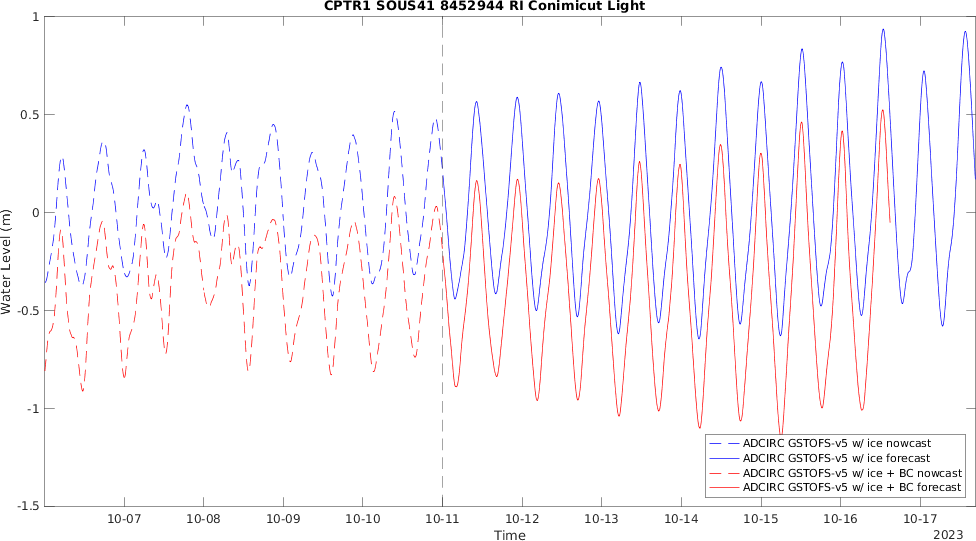 CPTR1 SOUS41 8452944 RI Conimicut Light
1
0.5
0
-0.5
-1
-1.5
Water Level (m)
ADCIRC GSTOFS-v5 w/ ice nowcast
ADCIRC GSTOFS-v5 w/ ice forecast
ADCIRC GSTOFS-v5 w/ ice + BC nowcast
ADCIRC GSTOFS-v5 w/ ice + BC forecast
10-07 10-08 10-09 10-10 10-11 10-12 10-13 10-14 10-15 10-16 10-17
Time
2023